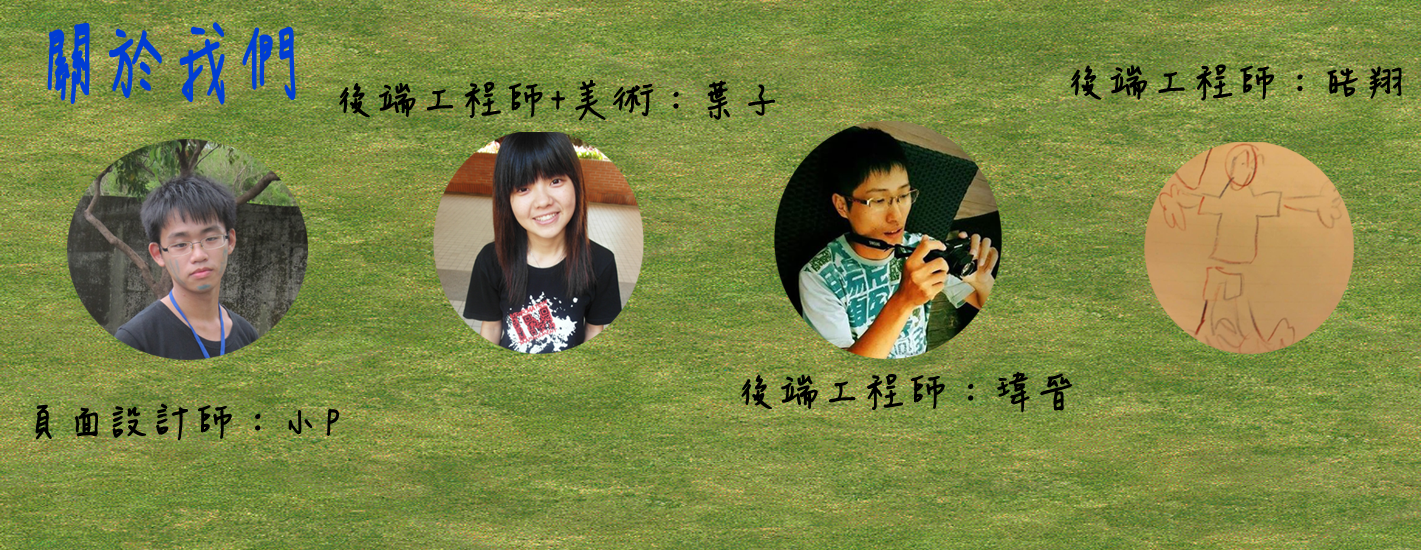 關於我們
後端工程師+美術：葉子
後端工程師：皓翔
IM
後端工程師：瑋晉
頁面設計師：小P